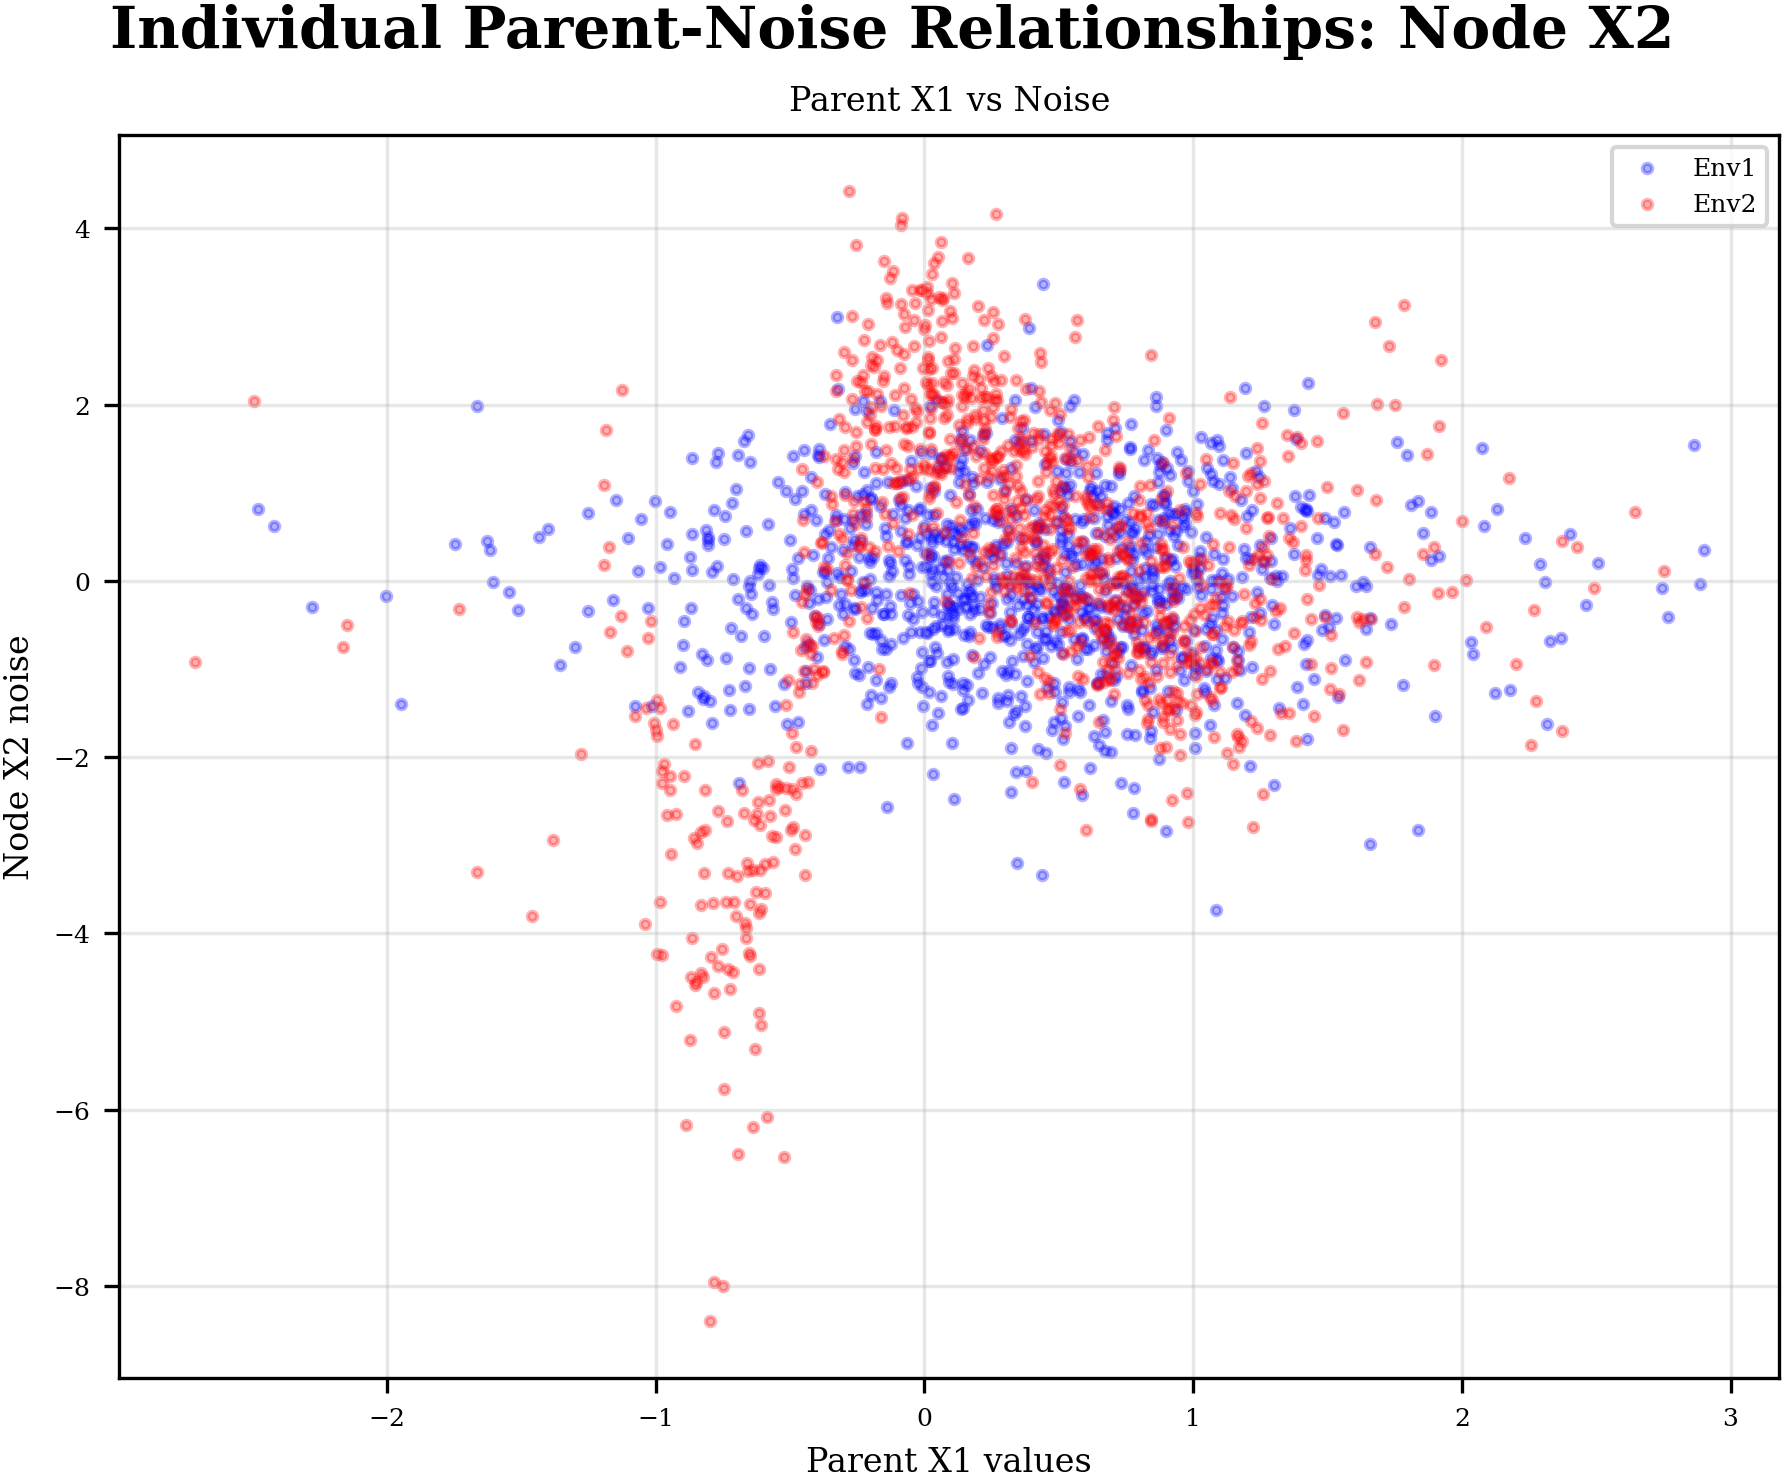 Individual Parent-Noise Relationships: Node X2
Parent X1 vs Noise
Env1
Env2
Node X2 noise
4
2
0
−2
−4
−6
−8
−2
−1
0
1
2
3
Parent X1 values